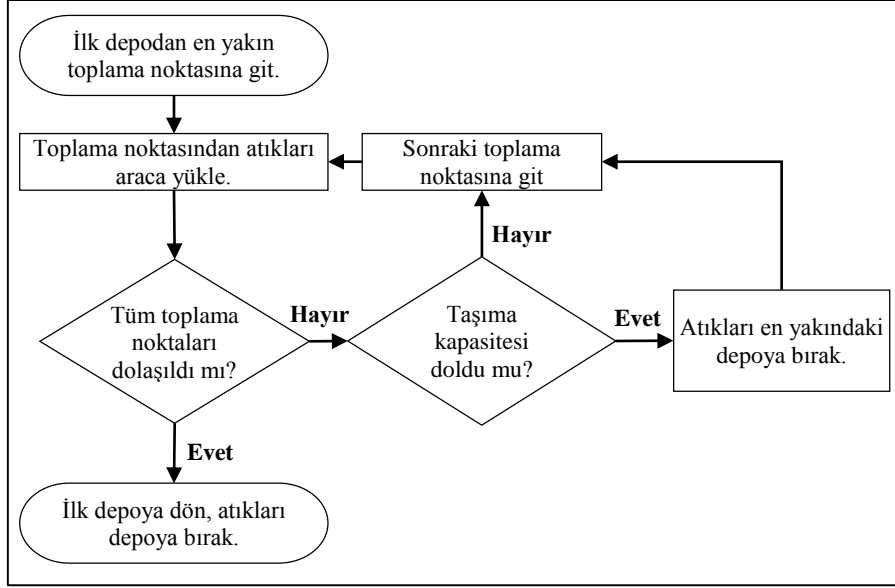 İlk depodan en yakın
toplama noktasına git.
Toplama noktasından atıkları
araca yükle.
Sonraki toplama
noktasına git
Hayır
Tüm toplama
noktaları
dolaşıldı mı?
Hayır
Taşıma
kapasitesi
doldu mu?
Evet
Atıkları en yakındaki
depoya bırak.
Evet
İlk depoya dön, atıkları
depoya bırak.